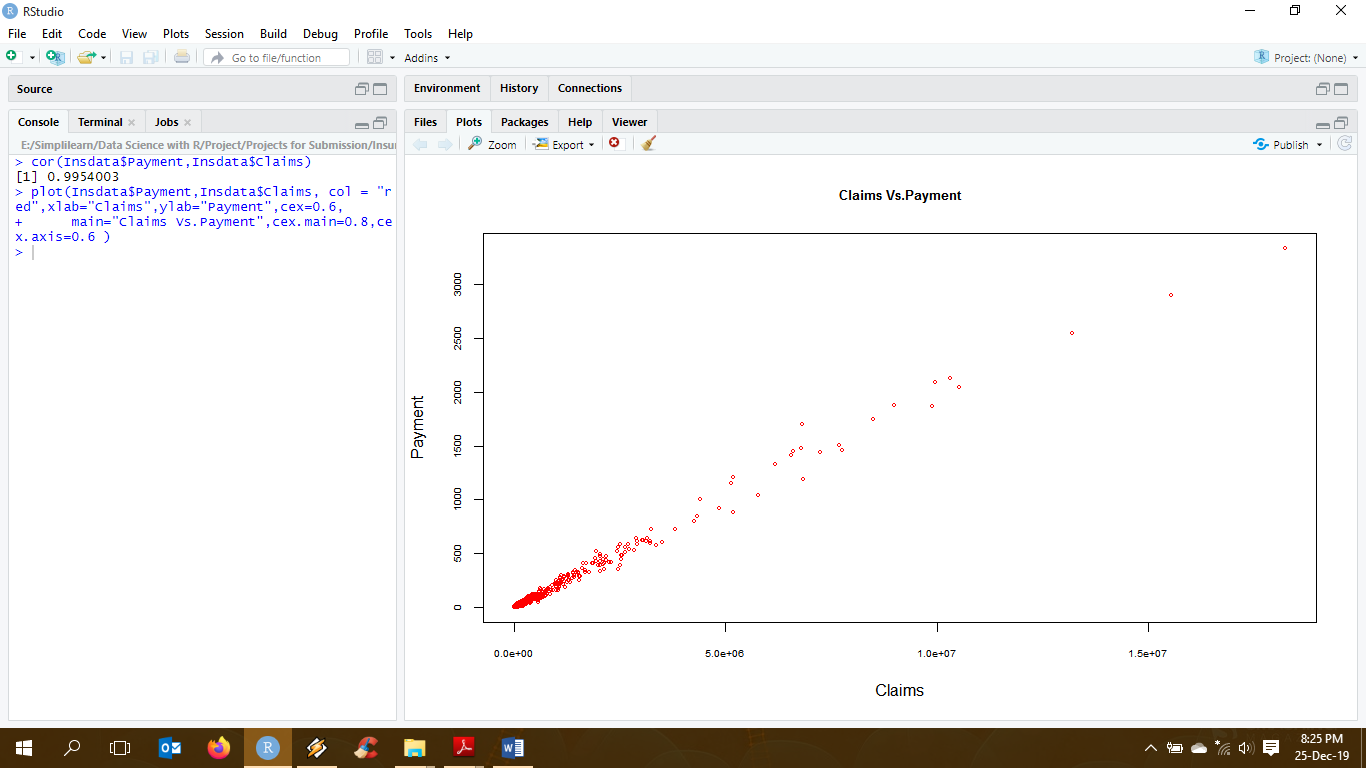 RStudio
File Edit Code View Plots Session Build Debug Profile Tools Help
Go to file/function Addins Project: (None)
Source
Console Terminal Jobs
E:/Simplilearn/Data Science with R/Project/Projects for Submission/Insu
> cor(Insdata$Payment,Insdata$Claims)
[1] 0.9954003
> plot(Insdata$Payment,Insdata$Claims, col = "r
ed",xlab="Claims",ylab="Payment",cex=0.6,
+ main="Claims Vs.Payment",cex.main=0.8,ce
x.axis=0.6 )
>
Environment History Connections
Files Plots Packages Help Viewer
Zoom Export Publish
Claims Vs.Payment
Payment
3000
2500
2000
1500
1000
500
0
0.0e+00 5.0e+06 1.0e+07 1.5e+07
Claims
8:25 PM
25-Dec-19